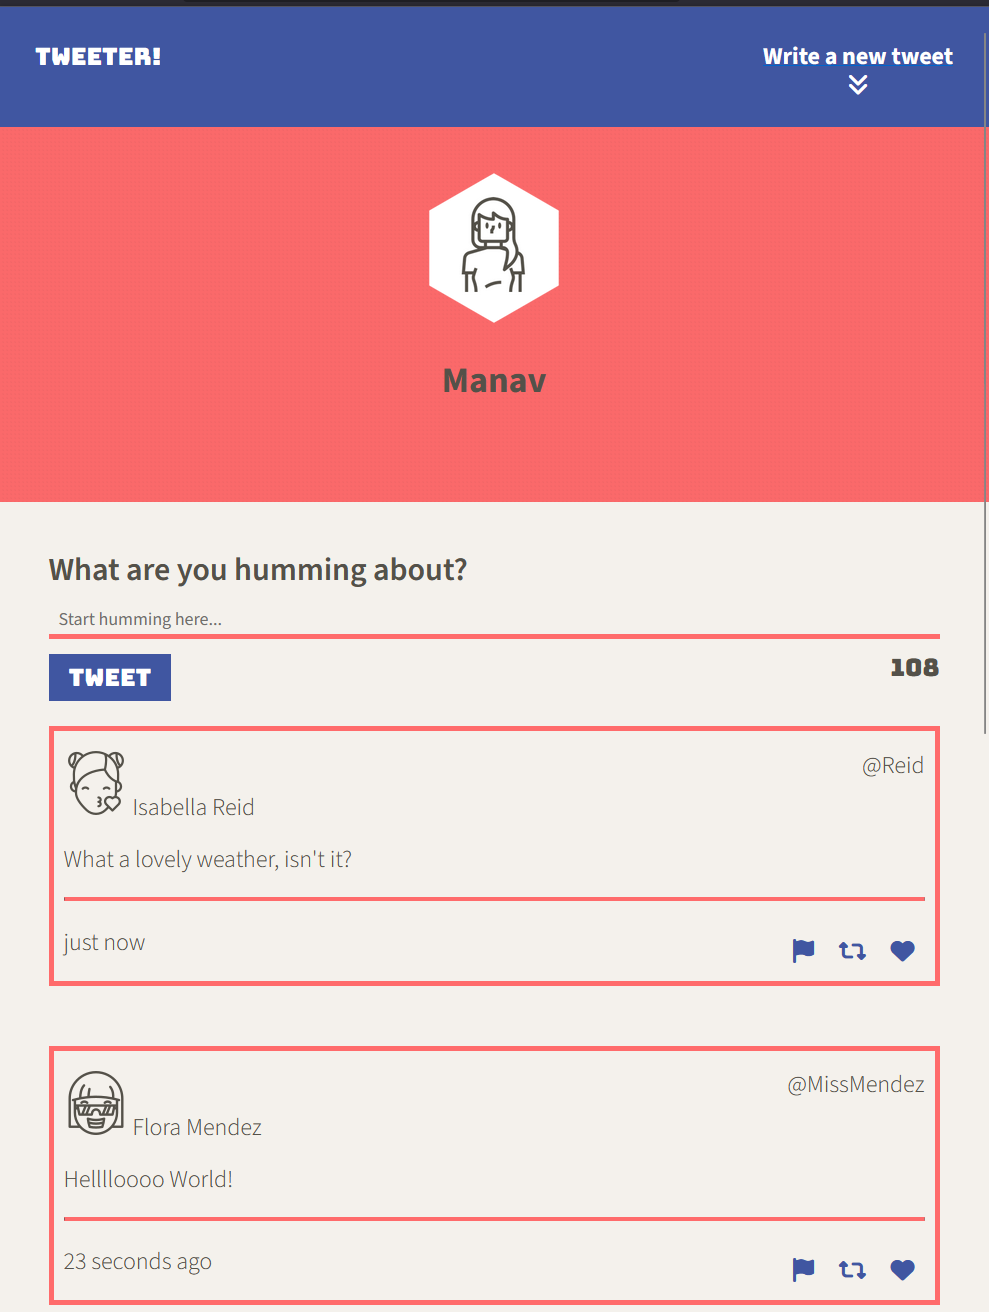 TWEETER!
Write a new tweet
Manav
What are you humming about?
Start humming here...
TWEET
108
@Reid
Isabella Reid
What a lovely weather, isn't it?
just now
@MissMendez
Flora Mendez
Helllloooo World!
23 seconds ago